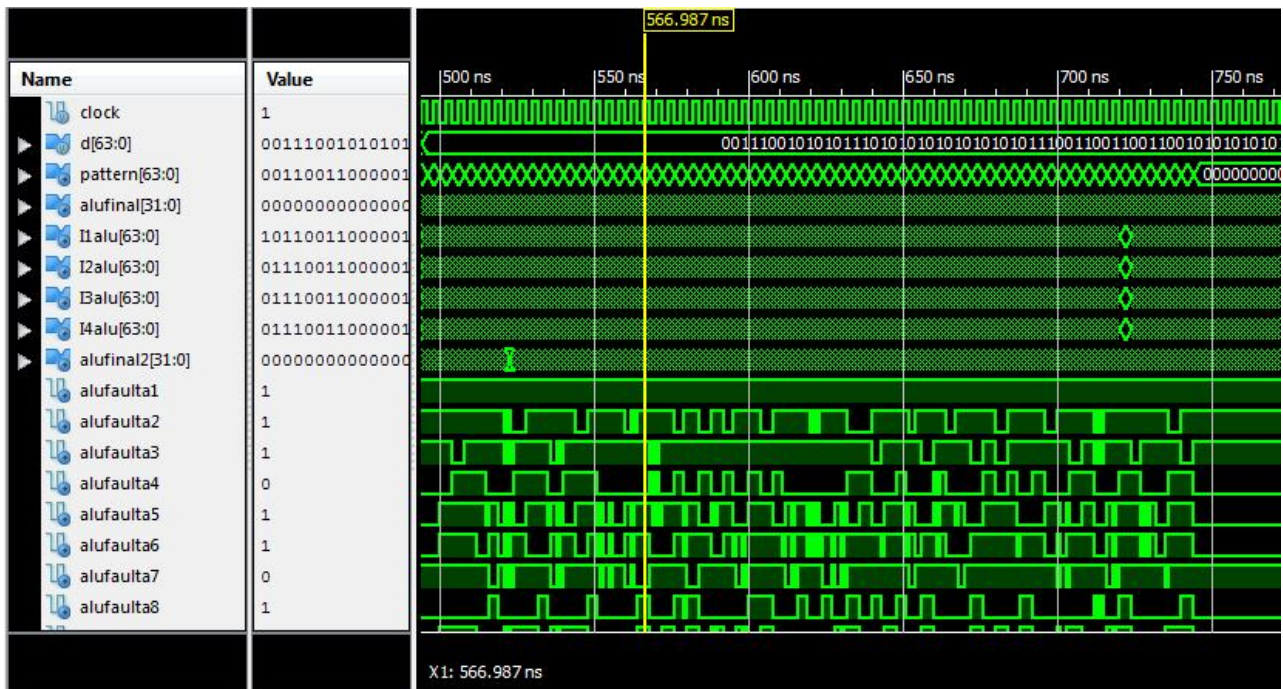 566.987 ns
500 ns 550 ns 600 ns 650 ns 700 ns 750 ns
Name Value
clock 1
d[63:0] 00111001010101
pattern[63:0] 00110011000001 000000000
alufinal[31:0] 00000000000000
I1alu[63:0] 10110011000001
I2alu[63:0] 01110011000001
I3alu[63:0] 01110011000001
I4alu[63:0] 01110011000001
alufinal2[31:0] 00000000000000
alufaulta1 1
alufaulta2 1
alufaulta3 1
alufaulta4 0
alufaulta5 1
alufaulta6 1
alufaulta7 0
alufaulta8 1
X1: 566.987 ns